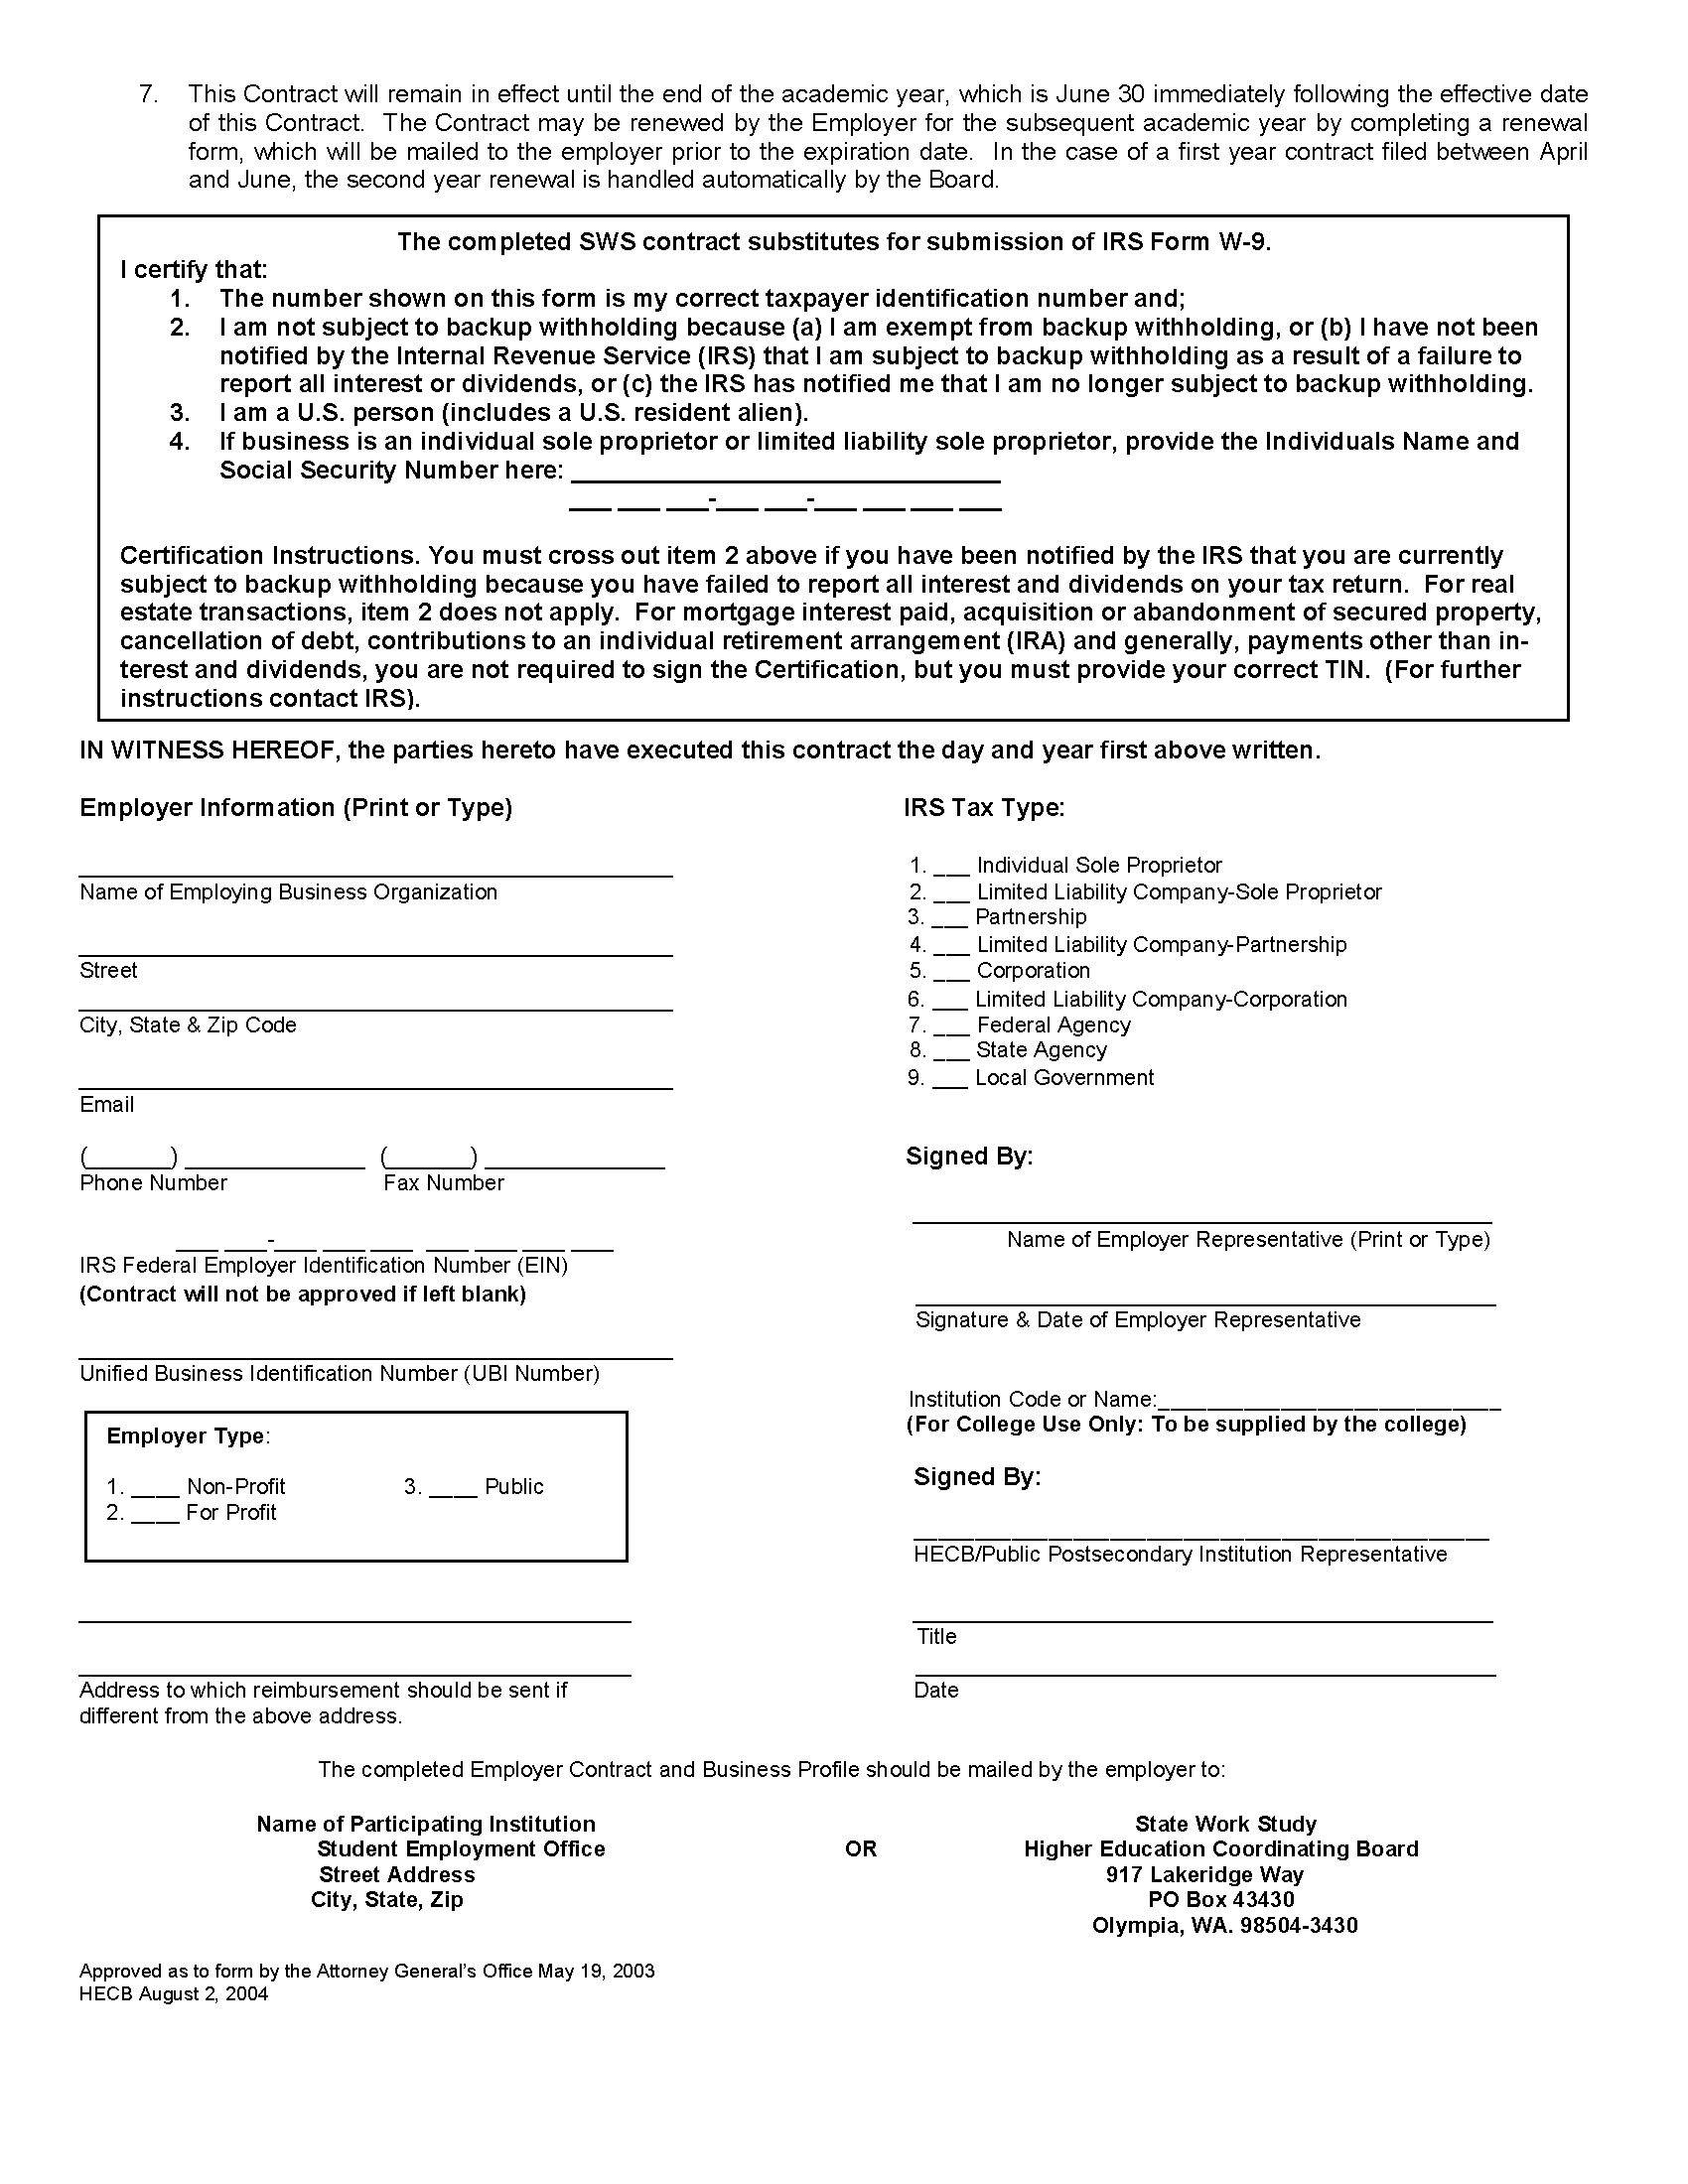 7. This Contract will remain in effect until the end of the academic year, which is June 30 immediately following the effective date
of this Contract. The Contract may be renewed by the Employer for the subsequent academic year by completing a renewal
form, which will be mailed to the employer prior to the expiration date. In the case of a first year contract filed between April
and June, the second year renewal is handled automatically by the Board.
The completed SWS contract substitutes for submission of IRS Form W-9.
I certify that:
1. The number shown on this form is my correct taxpayer identification number and;
2. I am not subject to backup withholding because (a) I am exempt from backup withholding, or (b) I have not been
notified by the Internal Revenue Service (IRS) that I am subject to backup withholding as a result of a failure to
report all interest or dividends, or (c) the IRS has notified me that I am no longer subject to backup withholding.
3. I am a U.S. person (includes a U.S. resident alien).
4. If business is an individual sole proprietor or limited liability sole proprietor, provide the Individuals Name and
Social Security Number here: ______________________________
___ ___ ___-___ ___-___ ___ ___ ___
Certification Instructions. You must cross out item 2 above if you have been notified by the IRS that you are currently
subject to backup withholding because you have failed to report all interest and dividends on your tax return. For real
estate transactions, item 2 does not apply. For mortgage interest paid, acquisition or abandonment of secured property,
cancellation of debt, contributions to an individual retirement arrangement (IRA) and generally, payments other than in-
terest and dividends, you are not required to sign the Certification, but you must provide your correct TIN. (For further
instructions contact IRS).
IN WITNESS HEREOF, the parties hereto have executed this contract the day and year first above written.
Employer Information (Print or Type)
Name of Employing Business Organization
Street
City, State & Zip Code
Email
(_______) _______________ (_______) _______________
Phone Number Fax Number
___ ___-___ ___ ___ ___ ___ ___ ___
IRS Federal Employer Identification Number (EIN)
(Contract will not be approved if left blank)
Unified Business Identification Number (UBI Number)
Employer Type:
1. ____ Non-Profit 3. ____ Public
2. ____ For Profit
Address to which reimbursement should be sent if
different from the above address.
IRS Tax Type:
1. ___ Individual Sole Proprietor
2. ___ Limited Liability Company-Sole Proprietor
3. ___ Partnership
4. ___ Limited Liability Company-Partnership
5. ___ Corporation
6. ___ Limited Liability Company-Corporation
7. ___ Federal Agency
8. ___ State Agency
9. ___ Local Government
Signed By:
Name of Employer Representative (Print or Type)
Signature & Date of Employer Representative
Institution Code or Name:____________________________
(For College Use Only: To be supplied by the college)
Signed By:
HECB/Public Postsecondary Institution Representative
Title
Date
The completed Employer Contract and Business Profile should be mailed by the employer to:
Name of Participating Institution
Student Employment Office
Street Address
City, State, Zip
OR
State Work Study
Higher Education Coordinating Board
917 Lakeridge Way
PO Box 43430
Olympia, WA. 98504-3430
Approved as to form by the Attorney General's Office May 19, 2003
HECB August 2, 2004